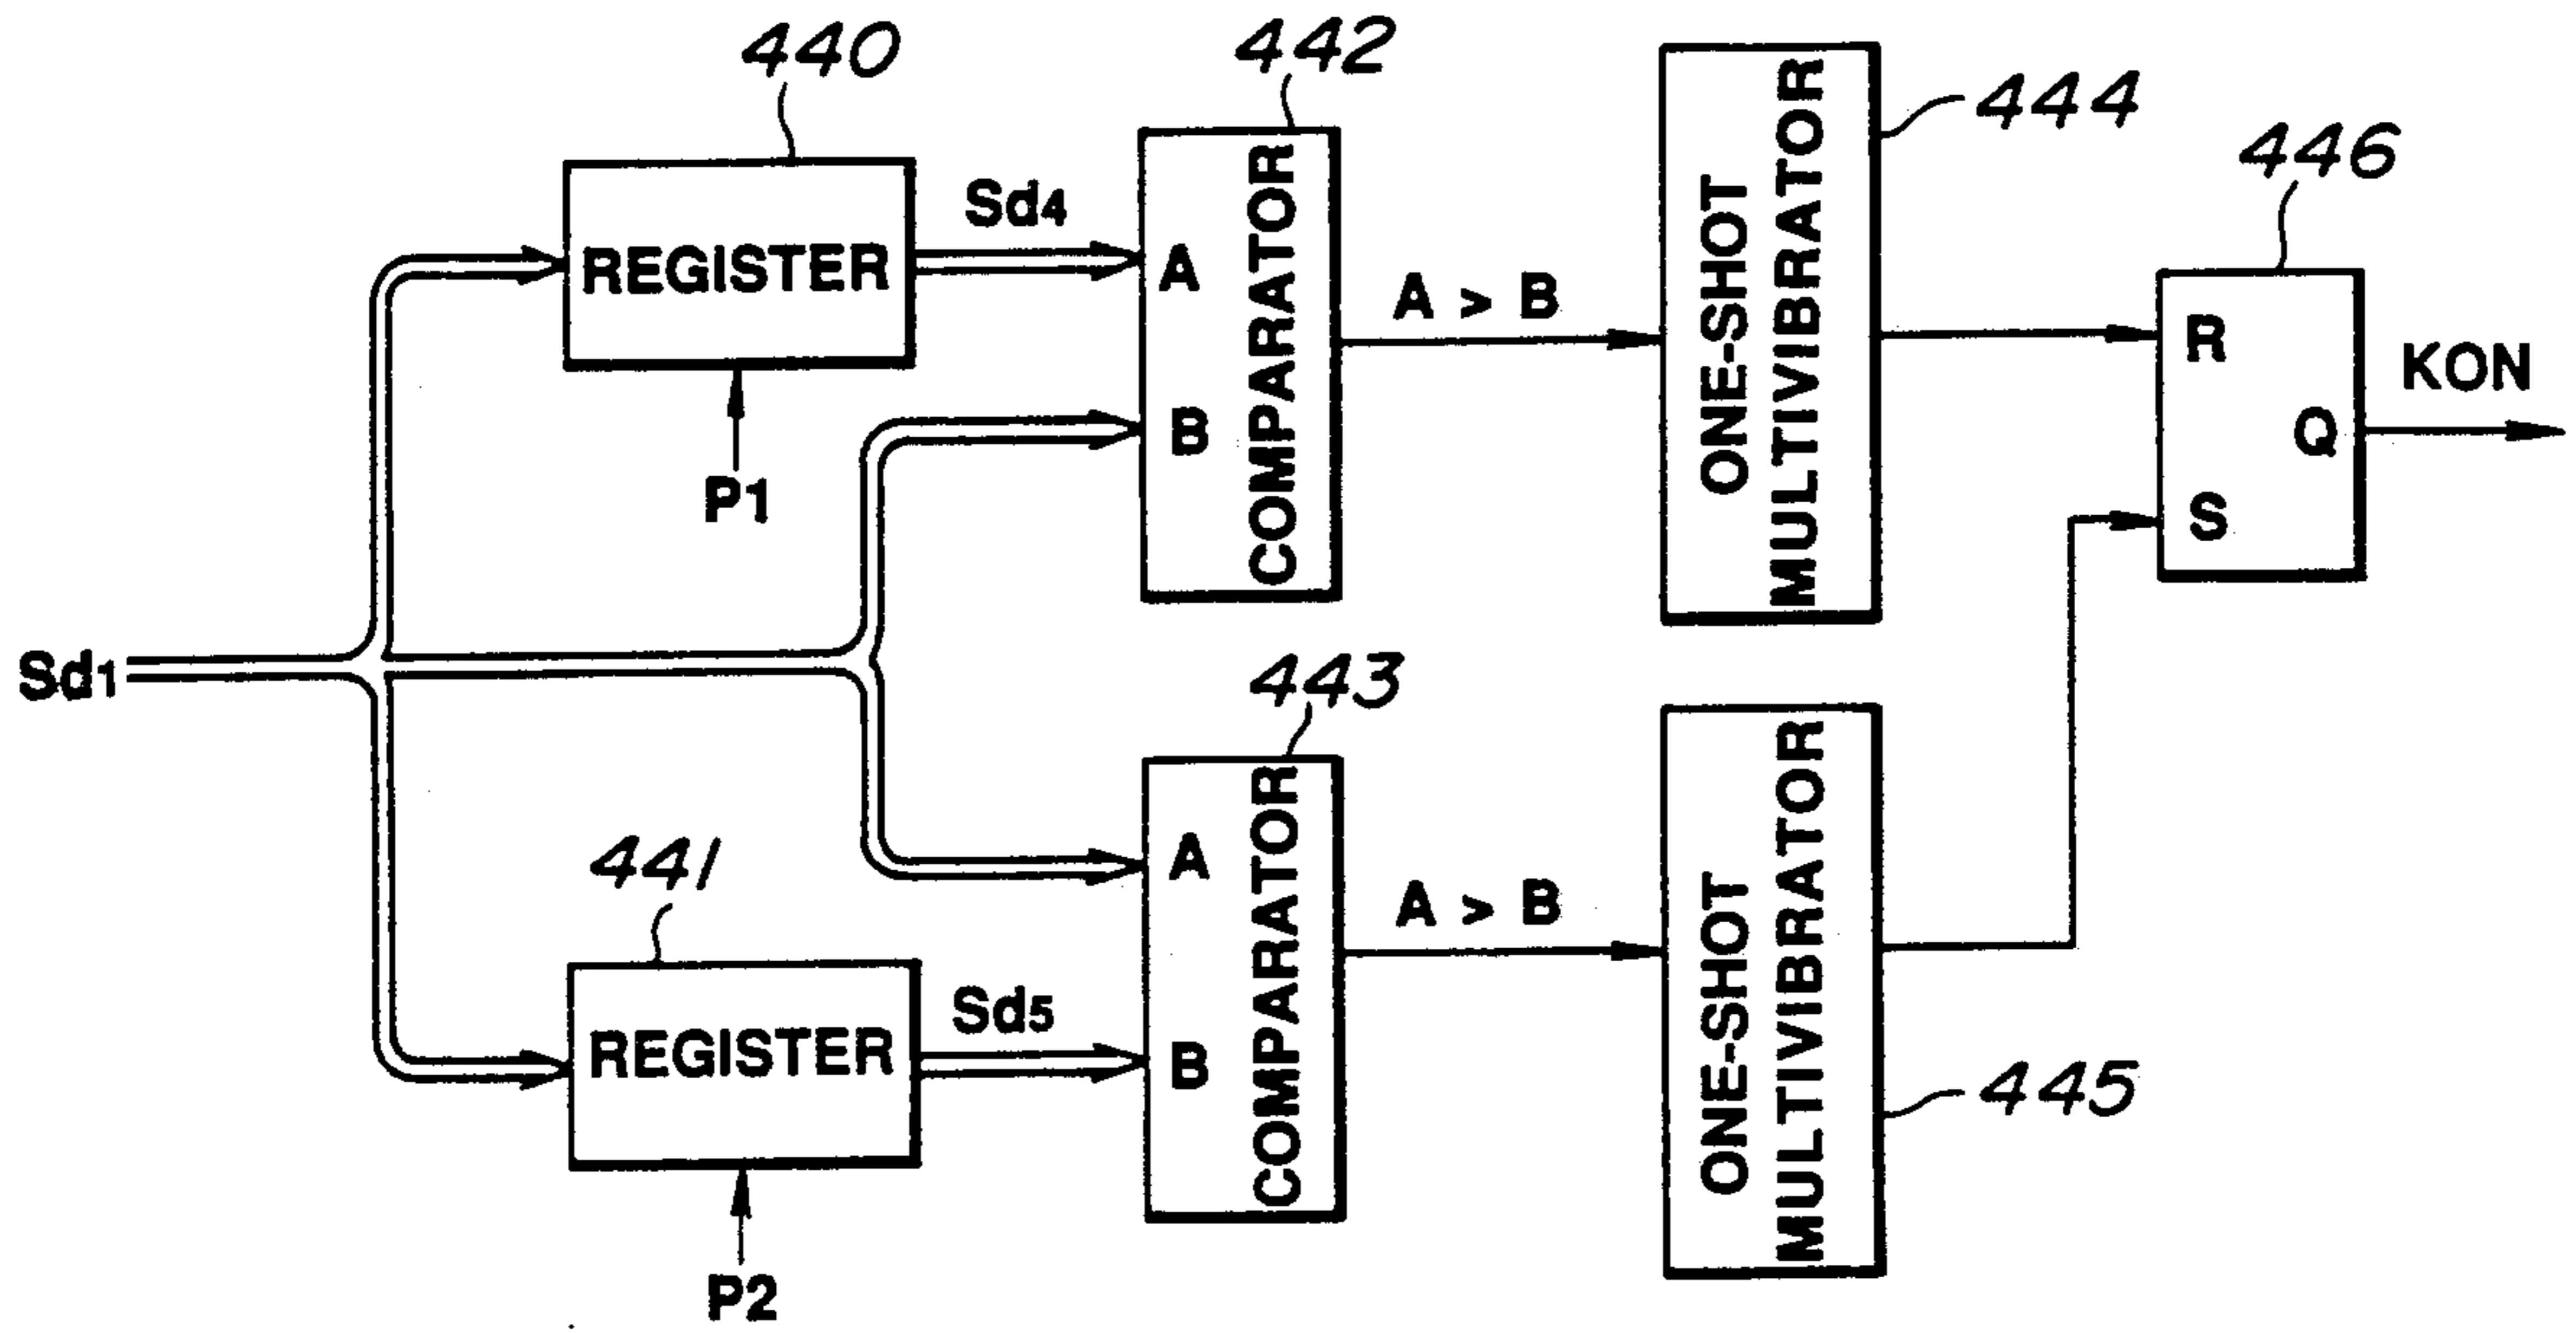 440
442
444
446
REGISTER
Sd4
A
B
COMPARATOR
A > B
ONE-SHOT
MULTIVIBRATOR
R
S
Q
KON
P1
Sd1
441
443
445
REGISTER
Sd5
A
B
COMPARATOR
A > B
ONE-SHOT
MULTIVIBRATOR
P2